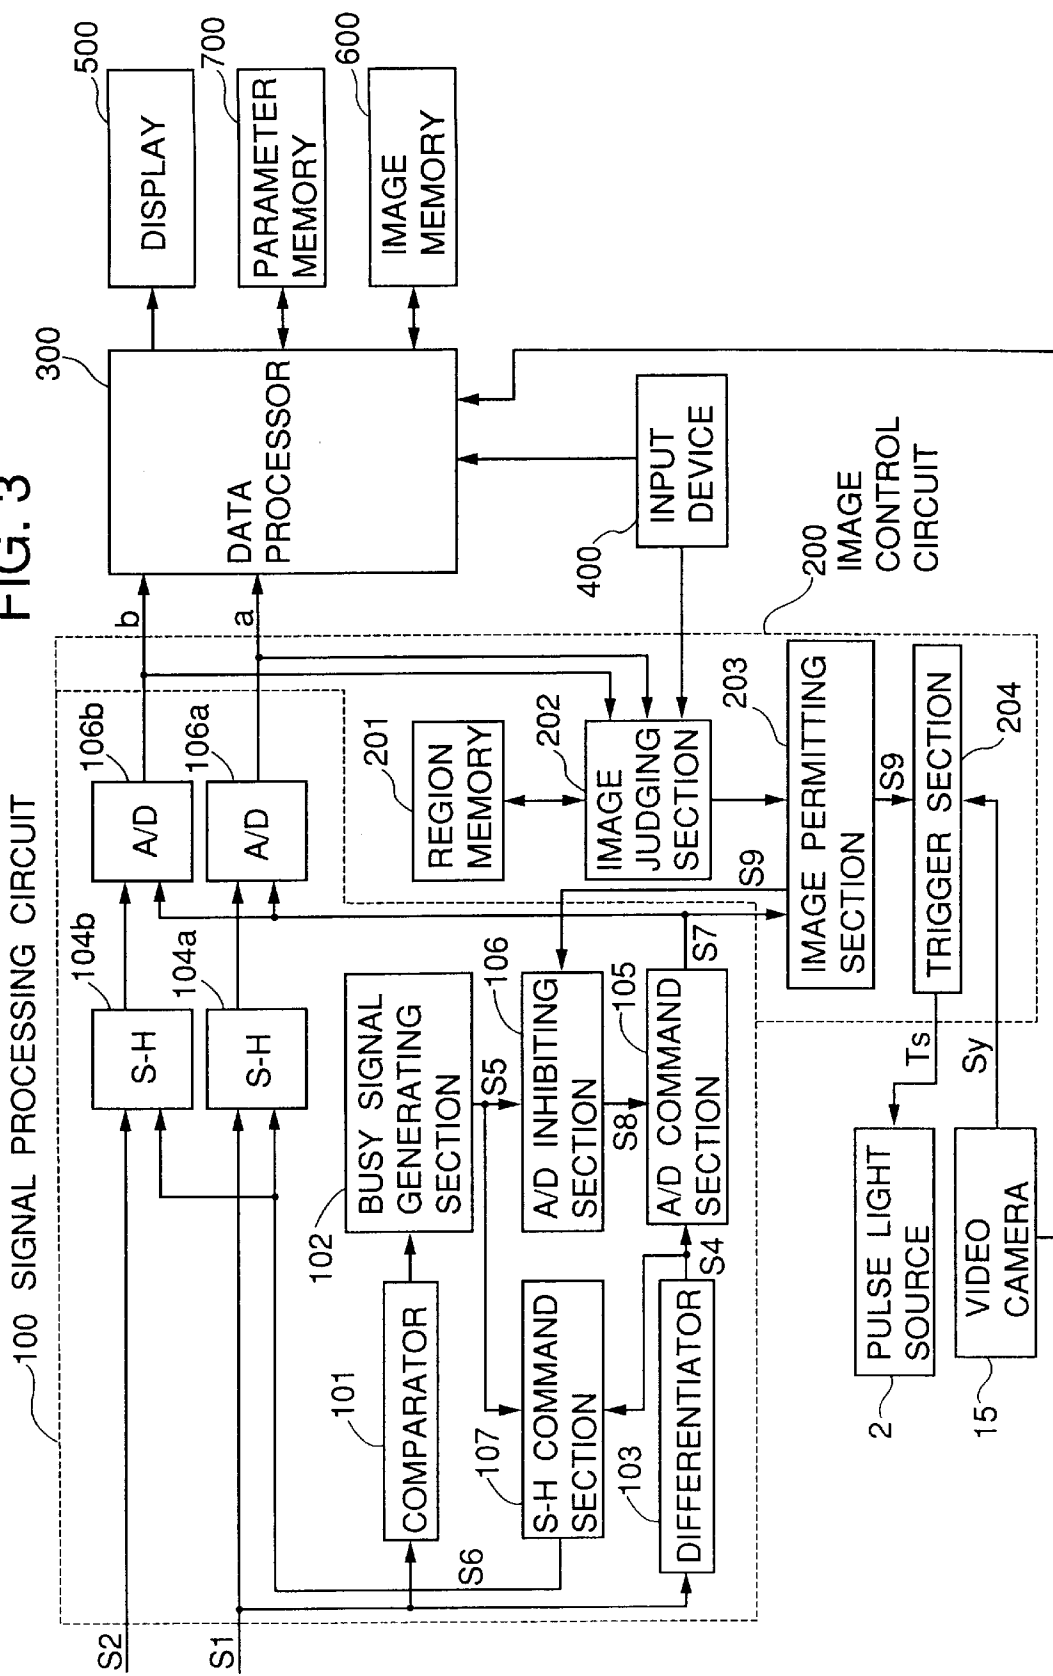 FIG. 3
100 SIGNAL PROCESSING CIRCUIT
S2
S1
S6
104b
S-H
104a
S-H
106b
A/D
106a
A/D
b
a
300
DATA
PROCESSOR
500
DISPLAY
700
PARAMETER
MEMORY
600
IMAGE
MEMORY
101
COMPARATOR
102
BUSY SIGNAL
GENERATING
SECTION
S5
107
S-H COMMAND
SECTION
106
A/D INHIBITING
SECTION
S8
103
DIFFERENTIATOR
S4
105
A/D COMMAND
SECTION
S7
S9
201
REGION
MEMORY
202
IMAGE
JUDGING
SECTION
400
INPUT
DEVICE
203
IMAGE PERMITTING
SECTION
S9
TRIGGER SECTION
204
200
IMAGE
CONTROL
CIRCUIT
Ts
Sy
PULSE LIGHT
SOURCE
2
VIDEO
CAMERA
15